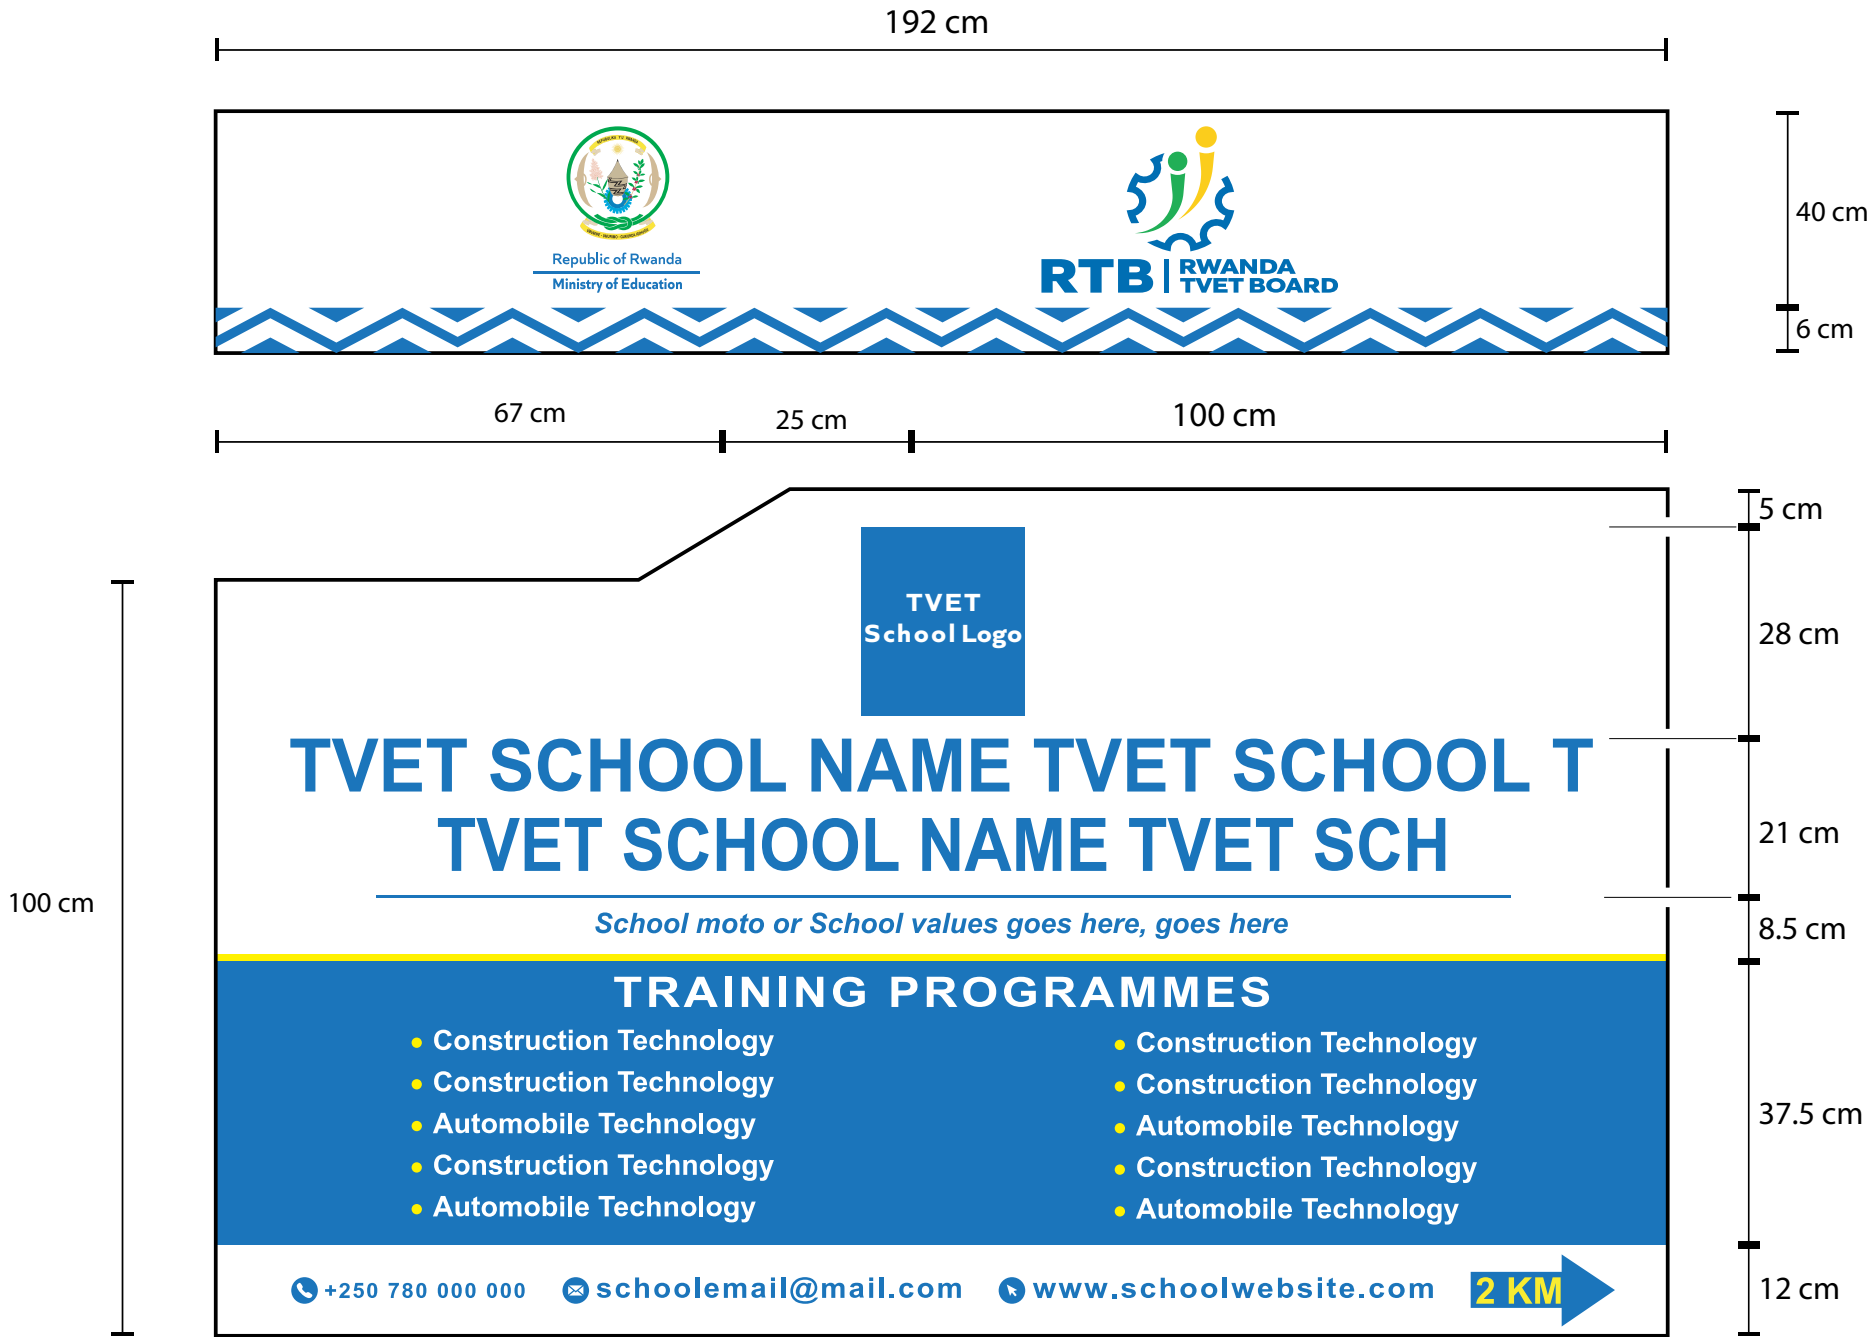 192 cm
Republic of Rwanda
Ministry of Education
RTB | RWANDA
TVET BOARD
40 cm
6 cm
67 cm
25 cm
100 cm
5 cm
TVET
School Logo
28 cm
TVET SCHOOL NAME TVET SCHOOL T
TVET SCHOOL NAME TVET SCH
21 cm
100 cm
School moto or School values goes here, goes here
8.5 cm
TRAINING PROGRAMMES
• Construction Technology
• Construction Technology
• Automobile Technology
• Construction Technology
• Automobile Technology
• Construction Technology
• Construction Technology
• Automobile Technology
• Construction Technology
• Automobile Technology
37.5 cm
+250 780 000 000 schoolemail@mail.com www.schoolwebsite.com 2 KM
12 cm